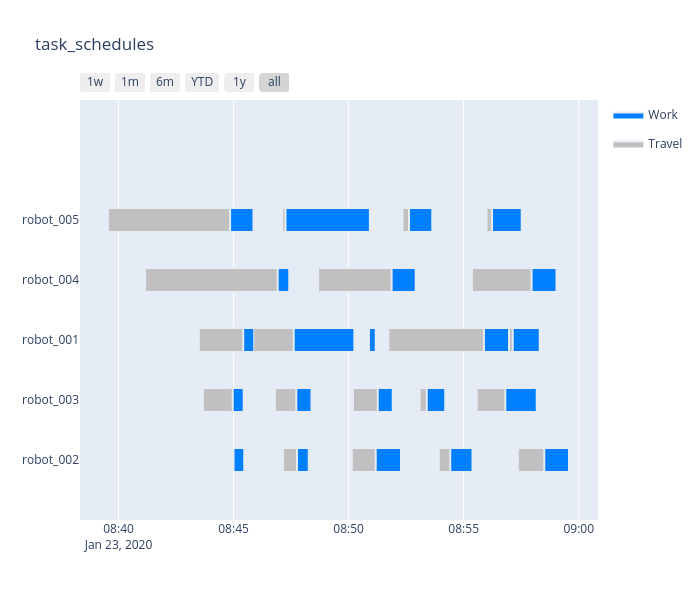 task_schedules
1w 1m 6m YTD 1y all
Work
Travel
robot_005
robot_004
robot_001
robot_003
robot_002
08:40 08:45 08:50 08:55 09:00
Jan 23, 2020